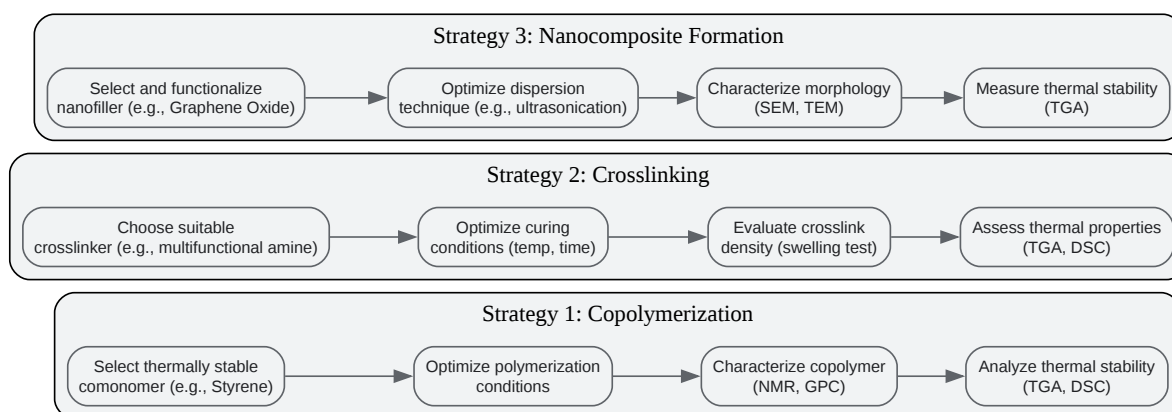 Strategy 3: Nanocomposite Formation
Select and functionalize
nanofiller (e.g., Graphene Oxide)
Optimize dispersion
technique (e.g., ultrasonication)
Characterize morphology
(SEM, TEM)
Measure thermal stability
(TGA)
Strategy 2: Crosslinking
Choose suitable
crosslinker (e.g., multifunctional amine)
Optimize curing
conditions (temp, time)
Evaluate crosslink
density (swelling test)
Assess thermal properties
(TGA, DSC)
Strategy 1: Copolymerization
Select thermally stable
comonomer (e.g., Styrene)
Optimize polymerization
conditions
Characterize copolymer
(NMR, GPC)
Analyze thermal stability
(TGA, DSC)